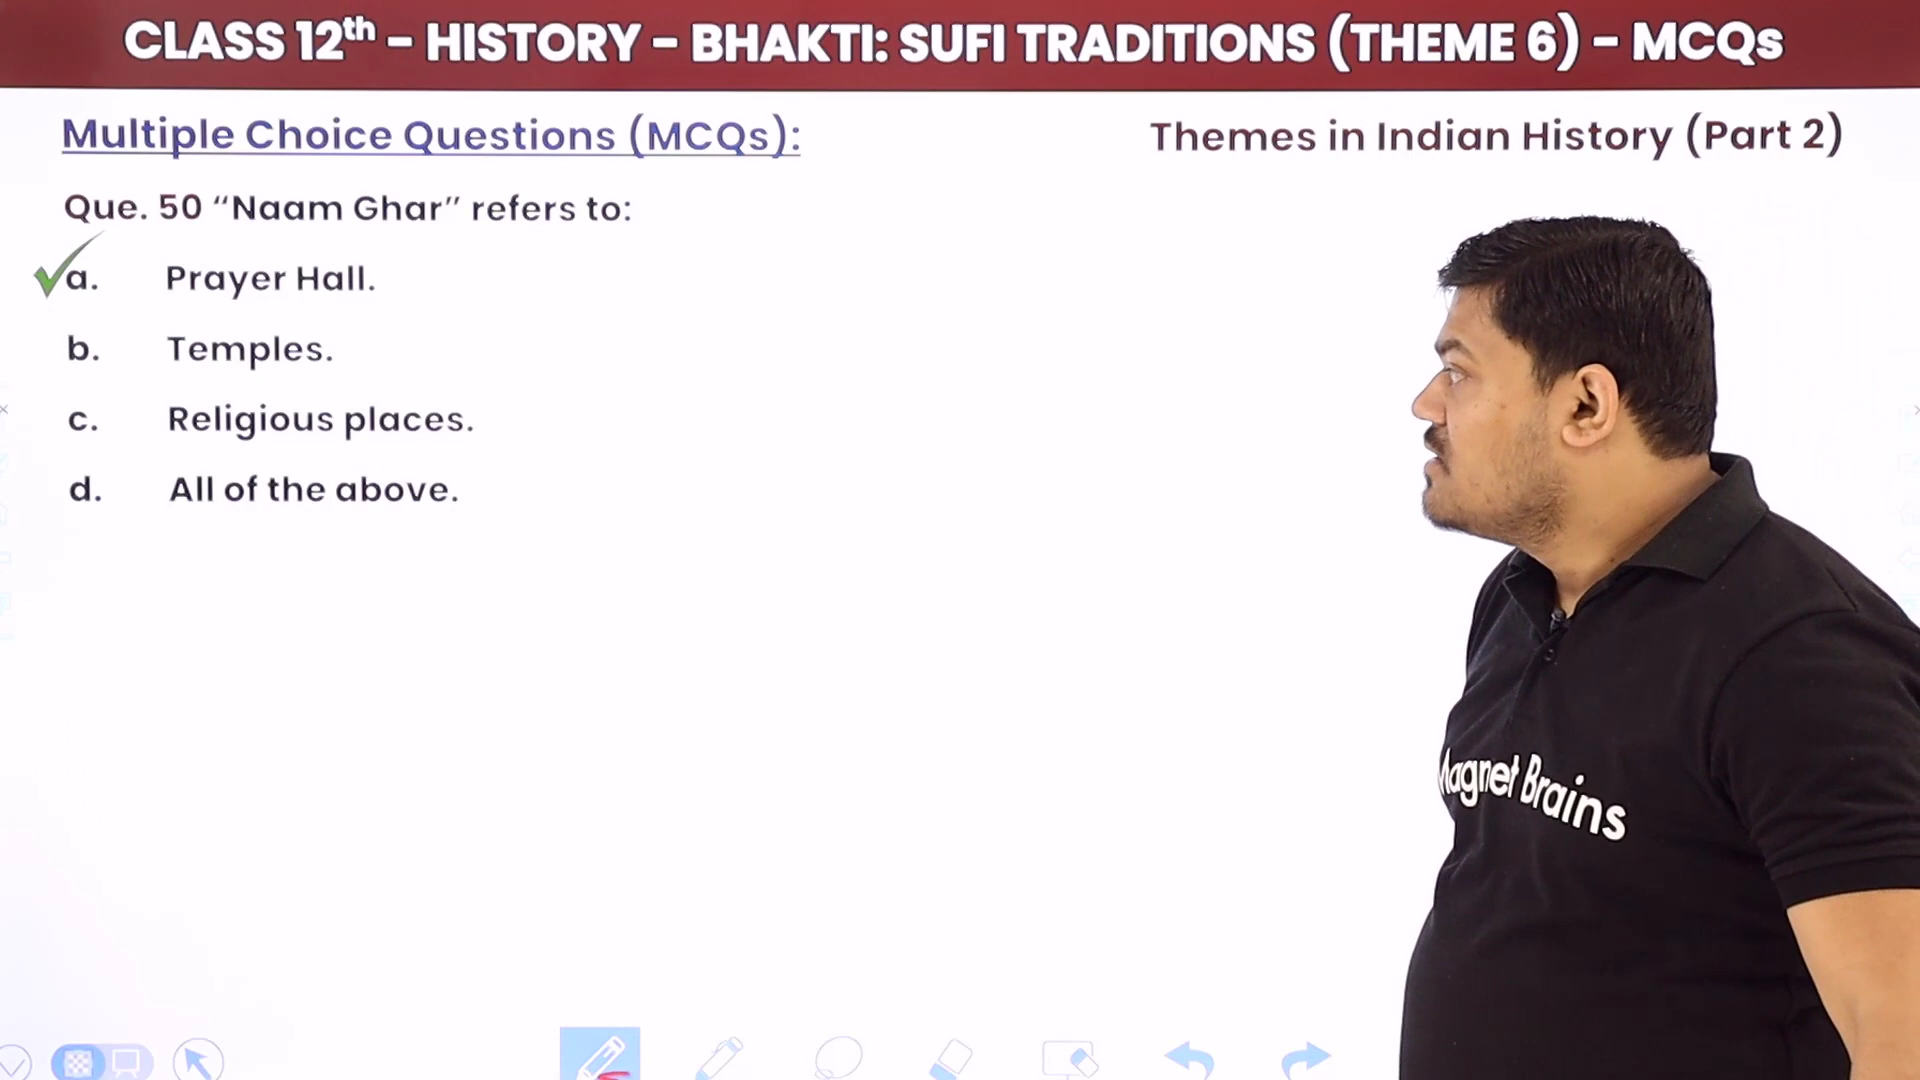 CLASS 12th - HISTORY - BHAKTI: SUFI TRADITIONS (THEME 6) - MCQs
Multiple Choice Questions (MCQs):
Themes in Indian History (Part 2)
Que. 50 “Naam Ghar” refers to:
a. Prayer Hall.
b. Temples.
c. Religious places.
d. All of the above.
Magnet Brains